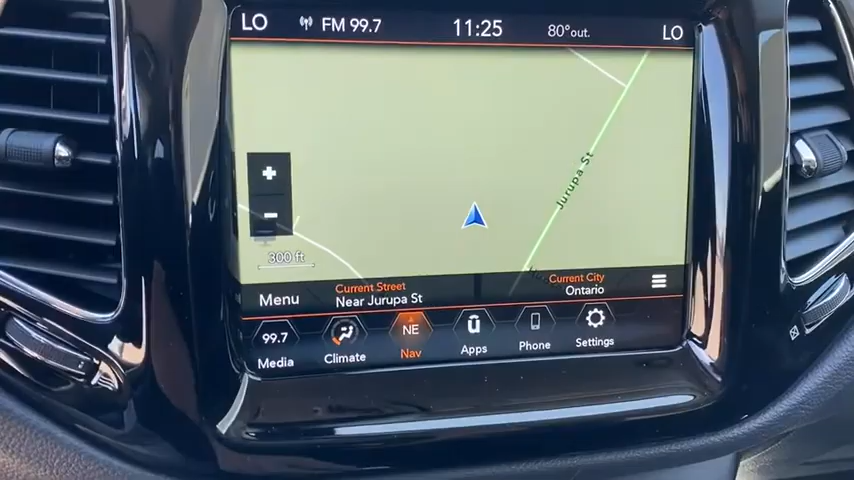 LO FM 99.7 11:25 80°out. LO
Jurupa St
+
-
300 ft
Menu
Current Street
Near Jurupa St
Current City
Ontario
99.7
Media
Climate
NE
Nav
Apps
Phone
Settings